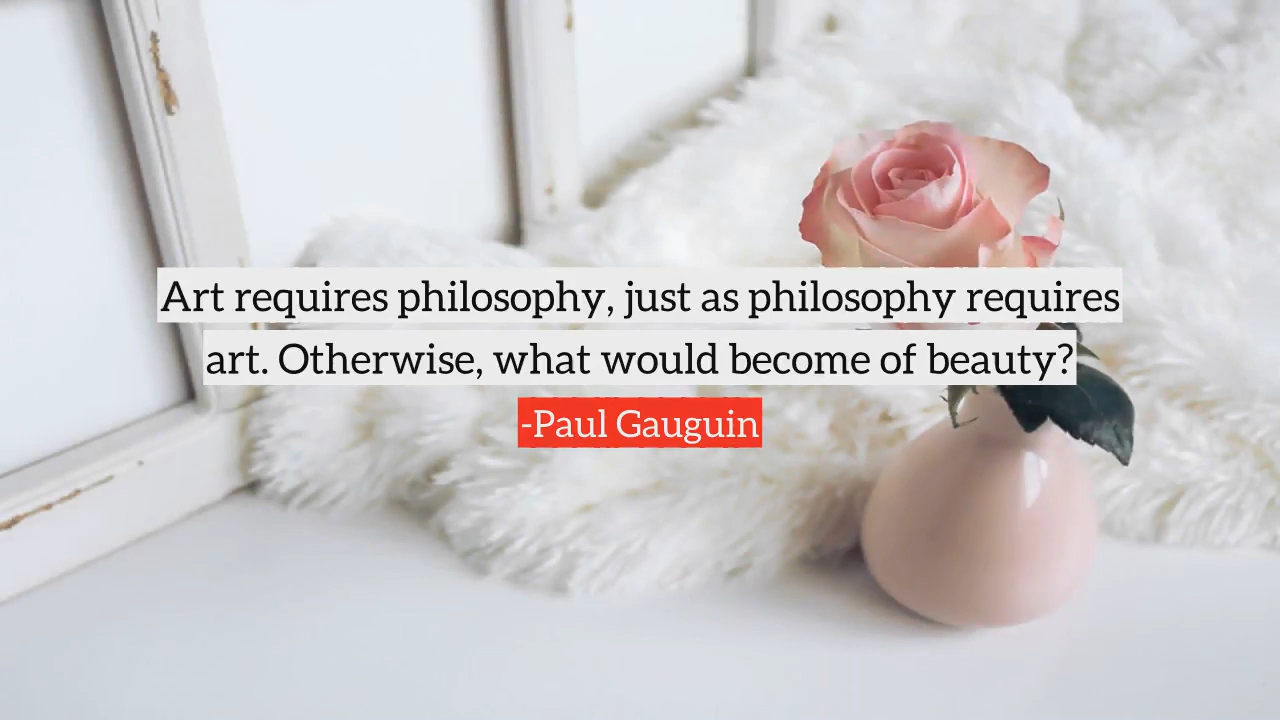 Art requires philosophy, just as philosophy requires
art. Otherwise, what would become of beauty?
-Paul Gauguin